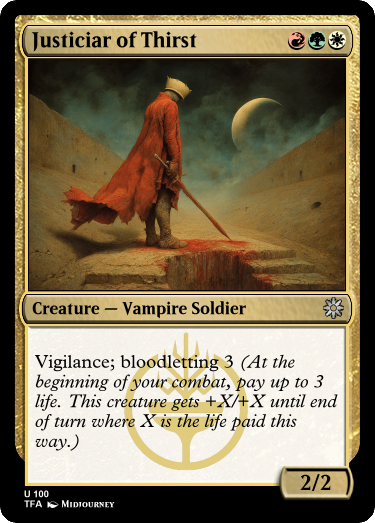 Justiciar of Thirst
Creature — Vampire Soldier
Vigilance; bloodletting 3 (At the
beginning of your combat, pay up to 3
life. This creature gets +X/+X until end
of turn where X is the life paid this
way.)
2/2
U 100
TFA Midjourney